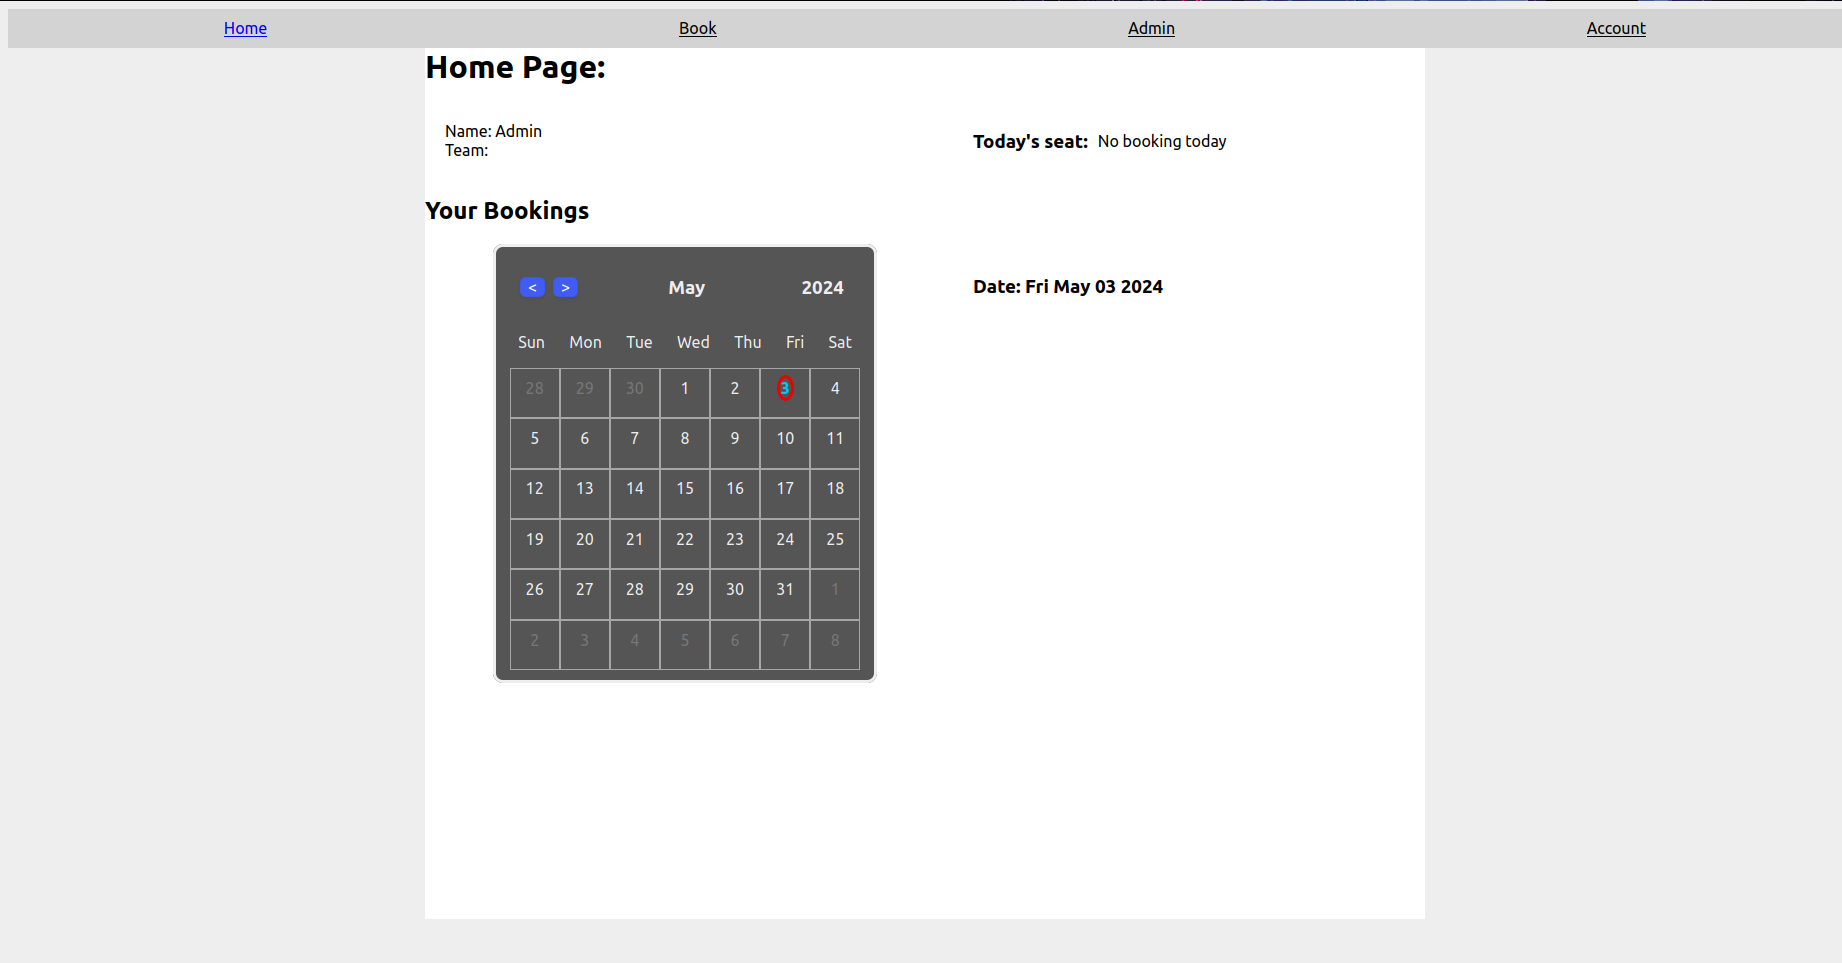 Home Book Admin Account
Home Page:
Name: Admin
Team:
Today's seat: No booking today
Your Bookings
< > May 2024
Date: Fri May 03 2024
Sun Mon Tue Wed Thu Fri Sat
28 29 30 1 2 3 4
5 6 7 8 9 10 11
12 13 14 15 16 17 18
19 20 21 22 23 24 25
26 27 28 29 30 31 1
2 3 4 5 6 7 8